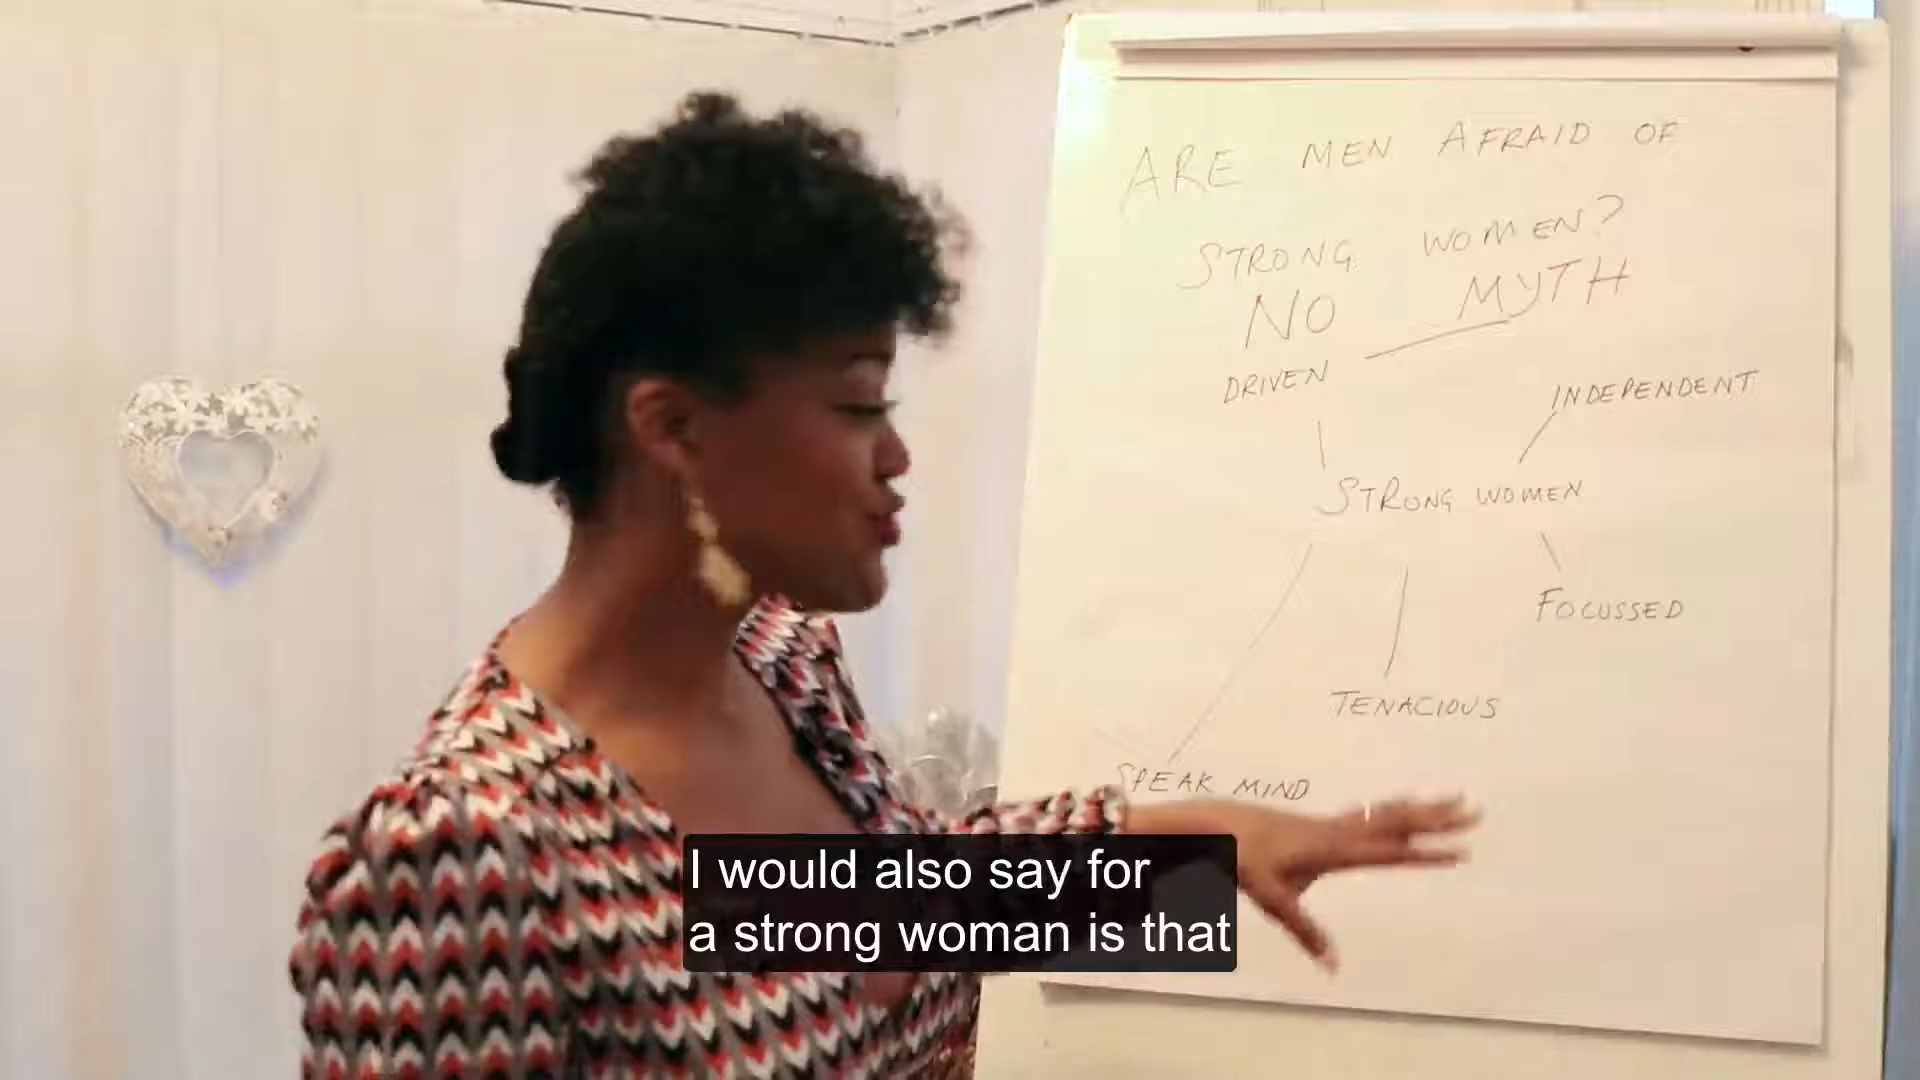 ARE MEN AFRAID OF
STRONG WOMEN?
NO MYTH
DRIVEN INDEPENDENT
STRONG WOMEN
FOCUSSED
TENACIOUS
SPEAK MIND
I would also say for
a strong woman is that